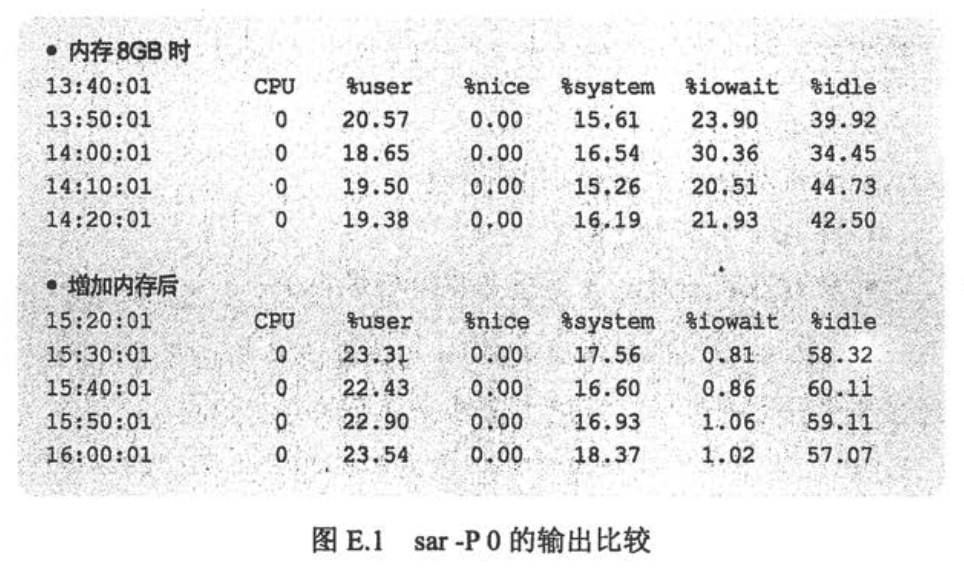 • 内存8GB时
13:40:01 CPU %user %nice %system %iowait %idle
13:50:01 0 20.57 0.00 15.61 23.90 39.92
14:00:01 0 18.65 0.00 16.54 30.36 34.45
14:10:01 0 19.50 0.00 15.26 20.51 44.73
14:20:01 0 19.38 0.00 16.19 21.93 42.50
• 增加内存后
15:20:01 CPU %user %nice %system %iowait %idle
15:30:01 0 23.31 0.00 17.56 0.81 58.32
15:40:01 0 22.43 0.00 16.60 0.86 60.11
15:50:01 0 22.90 0.00 16.93 1.06 59.11
16:00:01 0 23.54 0.00 18.37 1.02 57.07
图 E.1 sar -P 0 的输出比较